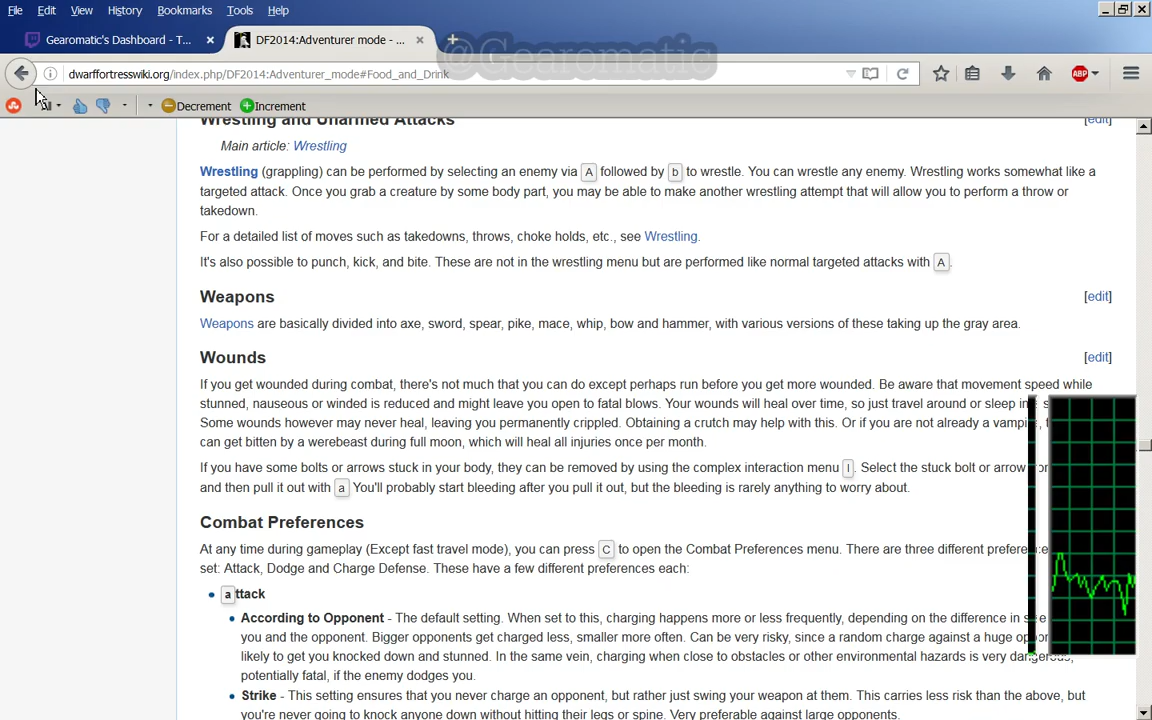 File Edit View History Bookmarks Tools Help
Gearomatic's Dashboard - T... × DF2014:Adventurer mode - ... ×
@Gearomatic
dwarffortresswiki.org/index.php/DF2014:Adventurer_mode#Food_and_Drink
ABP
Decrement Increment
Wrestling and Unarmed Attacks [edit]
Main article: Wrestling
Wrestling (grappling) can be performed by selecting an enemy via A followed by b to wrestle. You can wrestle any enemy. Wrestling works somewhat like a
targeted attack. Once you grab a creature by some body part, you may be able to make another wrestling attempt that will allow you to perform a throw or
takedown.
For a detailed list of moves such as takedowns, throws, choke holds, etc., see Wrestling.
It's also possible to punch, kick, and bite. These are not in the wrestling menu but are performed like normal targeted attacks with A.
Weapons [edit]
Weapons are basically divided into axe, sword, spear, pike, mace, whip, bow and hammer, with various versions of these taking up the gray area.
Wounds [edit]
If you get wounded during combat, there's not much that you can do except perhaps run before you get more wounded. Be aware that movement speed while
stunned, nauseous or winded is reduced and might leave you open to fatal blows. Your wounds will heal over time, so just travel around or sleep in
Some wounds however may never heal, leaving you permanently crippled. Obtaining a crutch may help with this. Or if you are not already a vampi
can get bitten by a werebeast during full moon, which will heal all injuries once per month.
If you have some bolts or arrows stuck in your body, they can be removed by using the complex interaction menu I. Select the stuck bolt or arrow
and then pull it out with a You'll probably start bleeding after you pull it out, but the bleeding is rarely anything to worry about.
Combat Preferences
At any time during gameplay (Except fast travel mode), you can press C to open the Combat Preferences menu. There are three different prefere
set: Attack, Dodge and Charge Defense. These have a few different preferences each:
attack
According to Opponent - The default setting. When set to this, charging happens more or less frequently, depending on the difference in
you and the opponent. Bigger opponents get charged less, smaller more often. Can be very risky, since a random charge against a huge
likely to get you knocked down and stunned. In the same vein, charging when close to obstacles or other environmental hazards is very dangerous,
potentially fatal, if the enemy dodges you.
Strike - This setting ensures that you never charge an opponent, but rather just swing your weapon at them. This carries less risk than the above, but
you're never going to knock anyone down without hitting their legs or spine. Very preferable against large opponents.